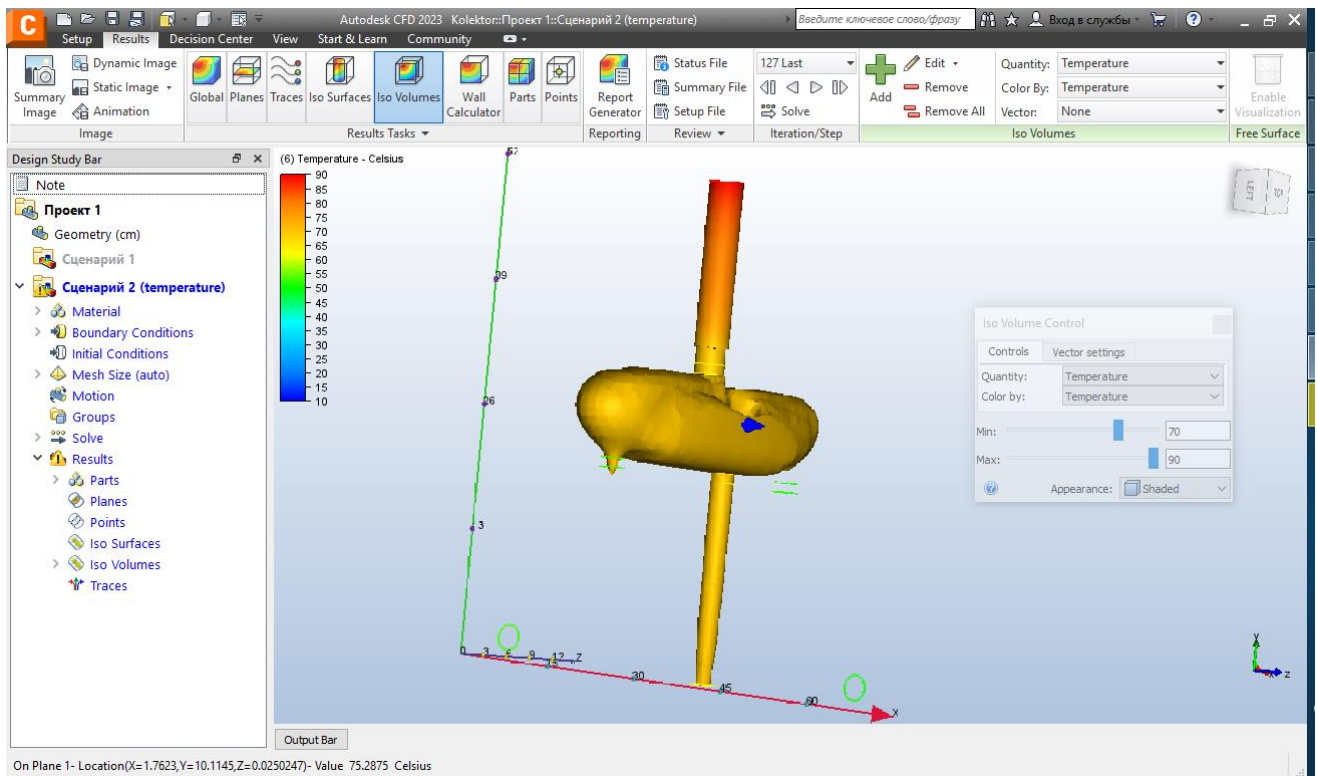 C
Autodesk CFD 2023 Kolektor::Проект 1::Сценарий 2 (temperature)
Введите ключевое слово/фразу
Вход в службы
Setup Results Decision Center View Start & Learn Community
Summary Image
Dynamic Image
Static Image
Animation
Image
Global
Planes
Traces
Iso Surfaces
Iso Volumes
Wall Calculator
Parts
Points
Results Tasks
Report Generator
Reporting
Status File
Summary File
Setup File
Review
127 Last
Solve
Iteration/Step
Add
Edit
Remove
Remove All
Quantity: Temperature
Color By: Temperature
Vector: None
Iso Volumes
Enable Visualization
Free Surface
Design Study Bar
Note
Проект 1
Geometry (cm)
Сценарий 1
Сценарий 2 (temperature)
Material
Boundary Conditions
Initial Conditions
Mesh Size (auto)
Motion
Groups
Solve
Results
Parts
Planes
Points
Iso Surfaces
Iso Volumes
Traces
(6) Temperature - Celsius
90
85
80
75
70
65
60
55
50
45
40
35
30
25
20
15
10
LEFT
Iso Volume Control
Controls Vector settings
Quantity: Temperature
Color by: Temperature
Min: 70
Max: 90
Appearance: Shaded
3
0 3 6 9 12 Z
30
45
60
X
Y
X Z
Output Bar
On Plane 1- Location(X=1.7623,Y=10.1145,Z=0.0250247)- Value 75.2875 Celsius